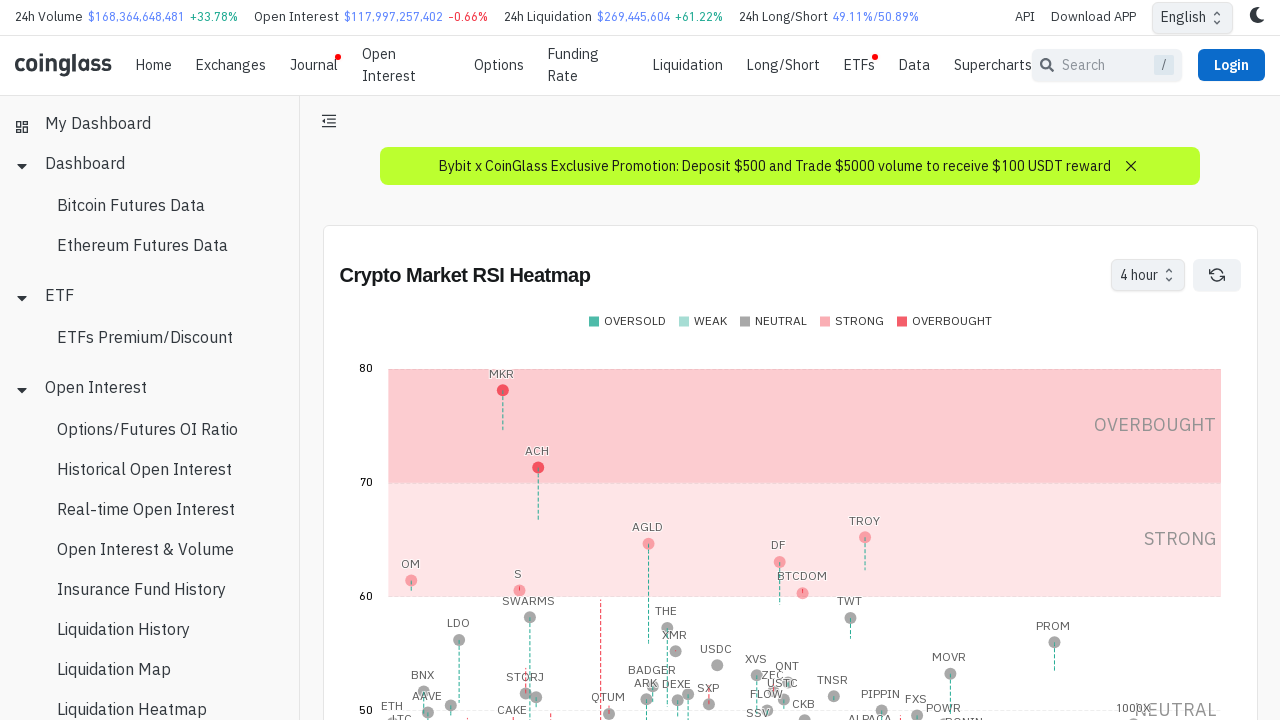 24h Volume $168,364,648,481 +33.78% Open Interest $117,997,257,402 -0.66% 24h Liquidation $269,445,604 +61.22% 24h Long/Short 49.11%/50.89% API Download APP English
coinglass Home Exchanges Journal Open Interest Options Funding Rate Liquidation Long/Short ETFs Data Supercharts Search / Login
My Dashboard
Dashboard
Bitcoin Futures Data
Ethereum Futures Data
ETF
ETFs Premium/Discount
Open Interest
Options/Futures OI Ratio
Historical Open Interest
Real-time Open Interest
Open Interest & Volume
Insurance Fund History
Liquidation History
Liquidation Map
Liquidation Heatmap
Bybit x CoinGlass Exclusive Promotion: Deposit $500 and Trade $5000 volume to receive $100 USDT reward
Crypto Market RSI Heatmap 4 hour
OVERSOLD WEAK NEUTRAL STRONG OVERBOUGHT
80
MKR
OVERBOUGHT
ACH
70
TROY
AGLD
STRONG
DF
OM
S BTCDOM
60
SWARMS TWT
THE
LDO PROM
XMR
USDC
MOVR
XVS
ONT
BADGER
BNX STORJ ZEC
TNSR
ARK DEXE USTC
SXP
AAVE QTUM FLOW PIPPIN
FXS
ETH CKB
CAKE POWR 1000X
50 NEUTRAL
SSV
LTC ALPACA RONIN